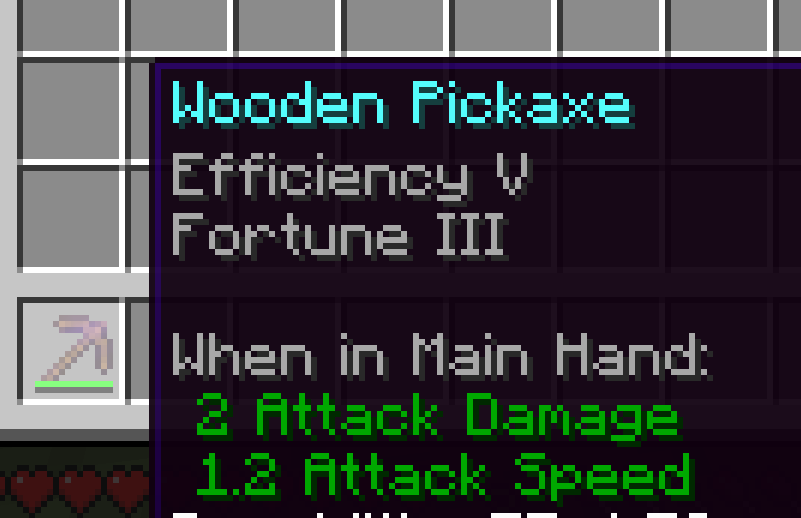 Wooden Pickaxe
Efficiency V
Fortune III
When in Main Hand:
2 Attack Damage
1.2 Attack Speed